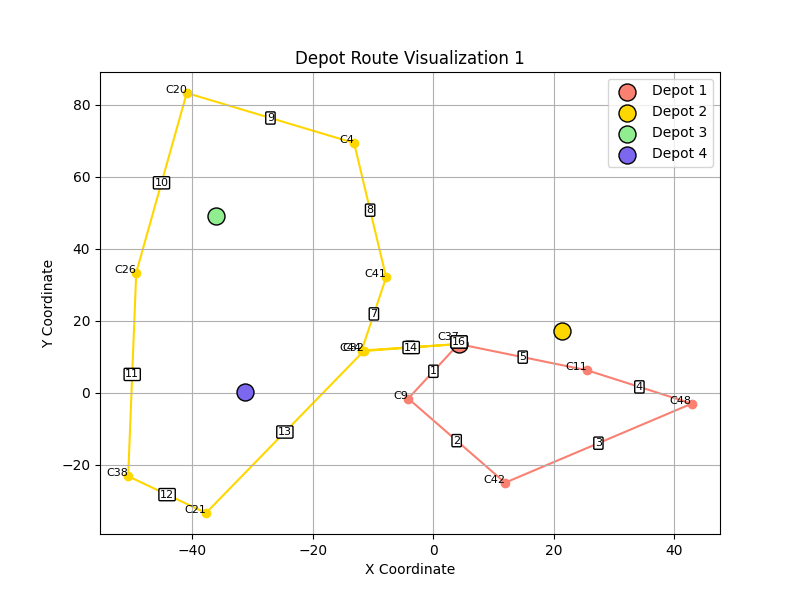 Depot Route Visualization 1
Depot 1
Depot 2
Depot 3
Depot 4
80
60
40
20
0
−20
−40
−20
0
20
40
X Coordinate
Y Coordinate
C20
9
C4
10
8
C26
C41
7
C37
16
14
5
C11
11
1
4
C9
C48
2
3
13
C38
12
C42
C21